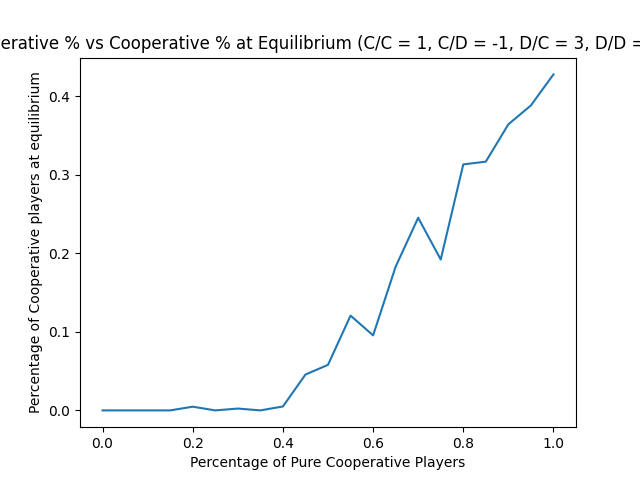 erative % vs Cooperative % at Equilibrium (C/C = 1, C/D = -1, D/C = 3, D/D =
Percentage of Cooperative players at equilibrium
0.4
0.3
0.2
0.1
0.0
0.0 0.2 0.4 0.6 0.8 1.0
Percentage of Pure Cooperative Players